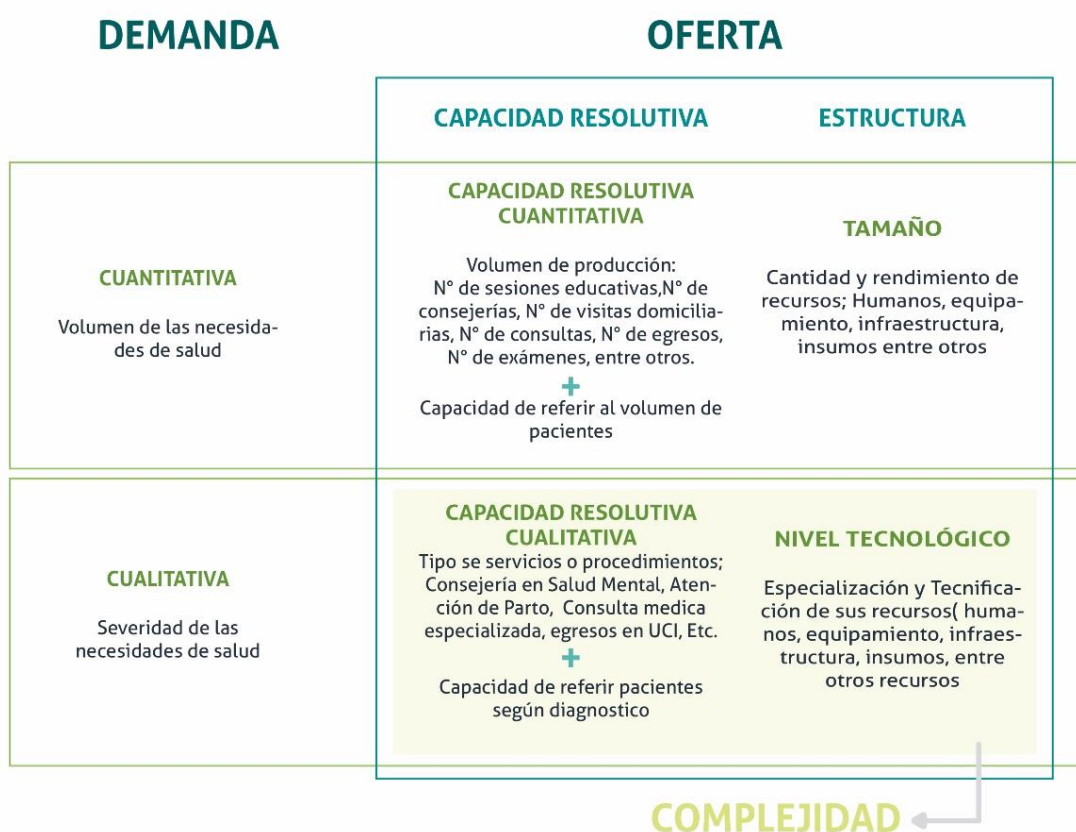 DEMANDA
OFERTA
CAPACIDAD RESOLUTIVA
ESTRUCTURA
CUANTITATIVA
Volumen de las necesida-
des de salud
CAPACIDAD RESOLUTIVA
CUANTITATIVA
Volumen de producción:
N° de sesiones educativas,N° de
consejerías, N° de visitas domicilia-
rias, N° de consultas, N° de egresos,
N° de exámenes, entre otros.
+
Capacidad de referir al volumen de
pacientes
TAMAÑO
Cantidad y rendimiento de
recursos; Humanos, equipa-
miento, infraestructura,
insumos entre otros
CUALITATIVA
Severidad de las
necesidades de salud
CAPACIDAD RESOLUTIVA
CUALITATIVA
Tipo se servicios o procedimientos;
Consejería en Salud Mental, Aten-
ción de Parto, Consulta medica
especializada, egresos en UCI, Etc.
+
Capacidad de referir pacientes
según diagnostico
NIVEL TECNOLÓGICO
Especialización y Tecnifica-
ción de sus recursos( huma-
nos, equipamiento, infraes-
tructura, insumos, entre
otros recursos
COMPLEJIDAD